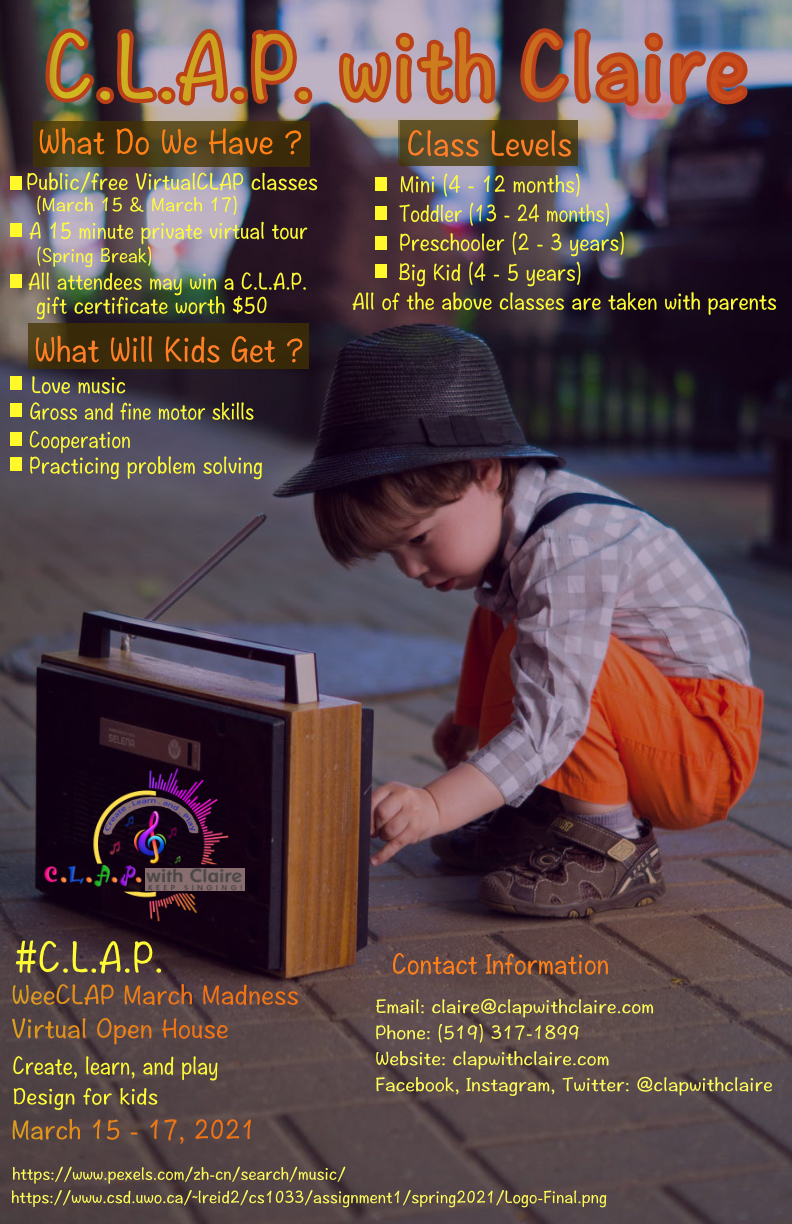 C.L.A.P. with Claire
What Do We Have ?
Public/free VirtualCLAP classes
(March 15 & March 17)
A 15 minute private virtual tour
(Spring Break)
All attendees may win a C.L.A.P.
gift certificate worth $50
Class Levels
Mini (4 - 12 months)
Toddler (13 - 24 months)
Preschooler (2 - 3 years)
Big Kid (4 - 5 years)
All of the above classes are taken with parents
What Will Kids Get ?
Love music
Gross and fine motor skills
Cooperation
Practicing problem solving
SELENA
Create, Learn and Play
C.L.A.P. with Claire
KEEP SINGING!
#C.L.A.P.
WeeCLAP March Madness
Virtual Open House
Create, learn, and play
Design for kids
March 15 - 17, 2021
Contact Information
Email: claire@clapwithclaire.com
Phone: (519) 317-1899
Website: clapwithclaire.com
Facebook, Instagram, Twitter: @clapwithclaire
https://www.pexels.com/zh-cn/search/music/
https://www.csd.uwo.ca/~lreid2/cs1033/assignment1/spring2021/Logo-Final.png